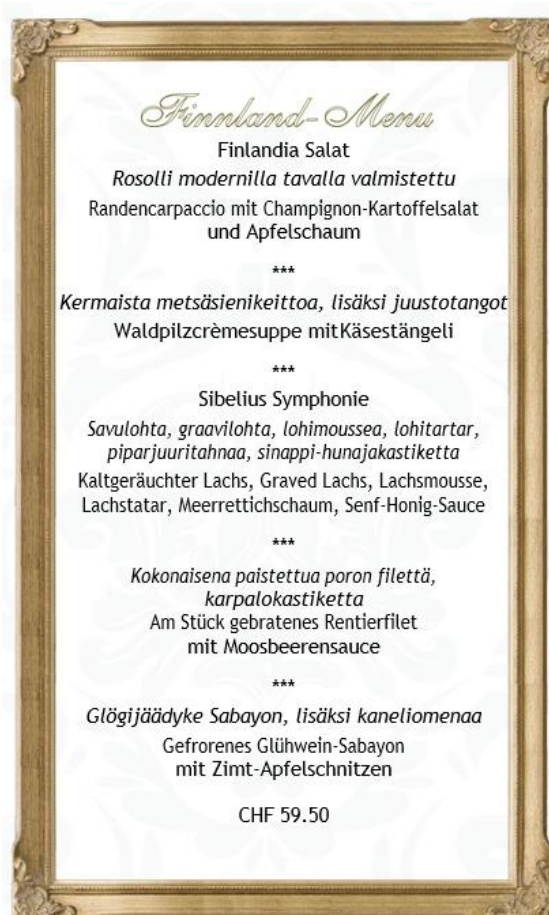 Finnland-Menu
Finlandia Salat
Rosolli modernilla tavalla valmistettu
Randencarpaccio mit Champignon-Kartoffelsalat
und Apfelschaum
***
Kermaista metsäsienikeittoa, lisäksi juustotangot
Waldpilzcrèmesuppe mitKäsestängeli
***
Sibelius Symphonie
Savulohta, graavilohta, lohimoussea, lohitartar,
piparjuuritahnaa, sinappi-hunajakastiketta
Kaltgeräuchter Lachs, Graved Lachs, Lachsmousse,
Lachstatar, Meerrettichschaum, Senf-Honig-Sauce
***
Kokonaisena paistettua poron filettä,
karpalokastiketta
Am Stück gebratenes Rentierfilet
mit Moosbeerensauce
***
Glögijäädyke Sabayon, lisäksi kaneliomenaa
Gefrorenes Glühwein-Sabayon
mit Zimt-Apfelschnitzen
CHF 59.50